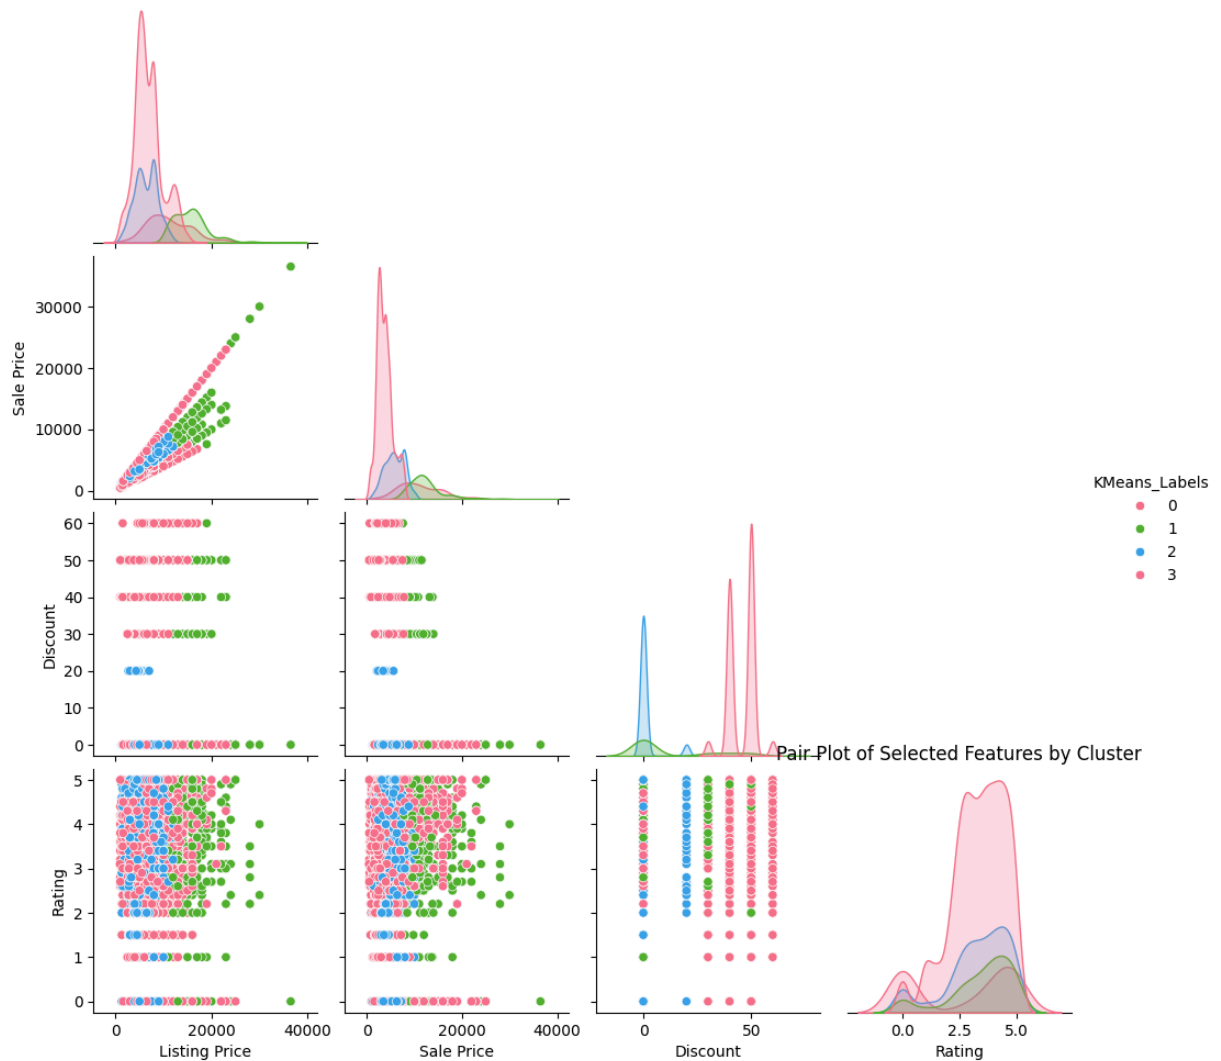 Sale Price
30000
20000
10000
0
KMeans_Labels
0
1
2
3
Discount
60
50
40
30
20
10
0
Pair Plot of Selected Features by Cluster
Rating
5
4
3
2
1
0
0 20000 40000
0 20000 40000
0 50
0.0 2.5 5.0
Listing Price
Sale Price
Discount
Rating